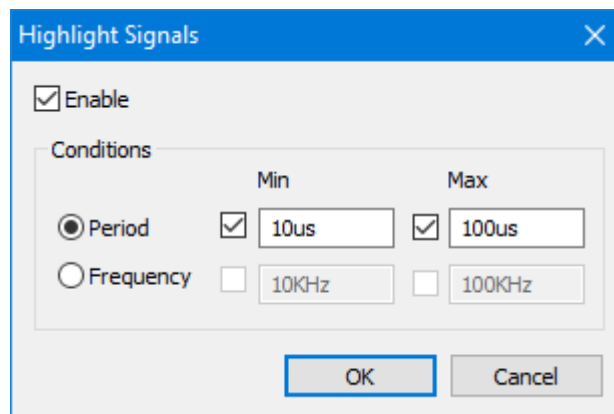 Highlight Signals
Enable
Conditions
Min Max
Period 10us 100us
Frequency 10KHz 100KHz
OK Cancel